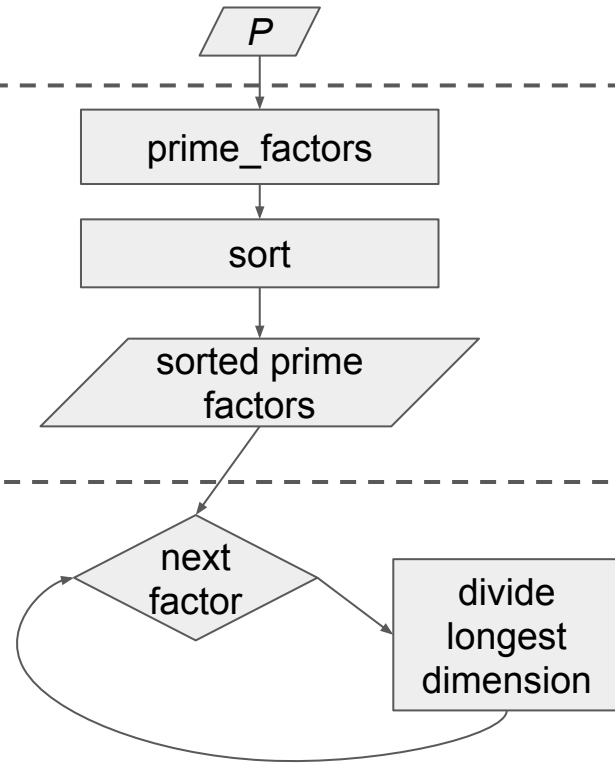 P
prime_factors
sort
sorted prime
factors
next
factor
divide
longest
dimension